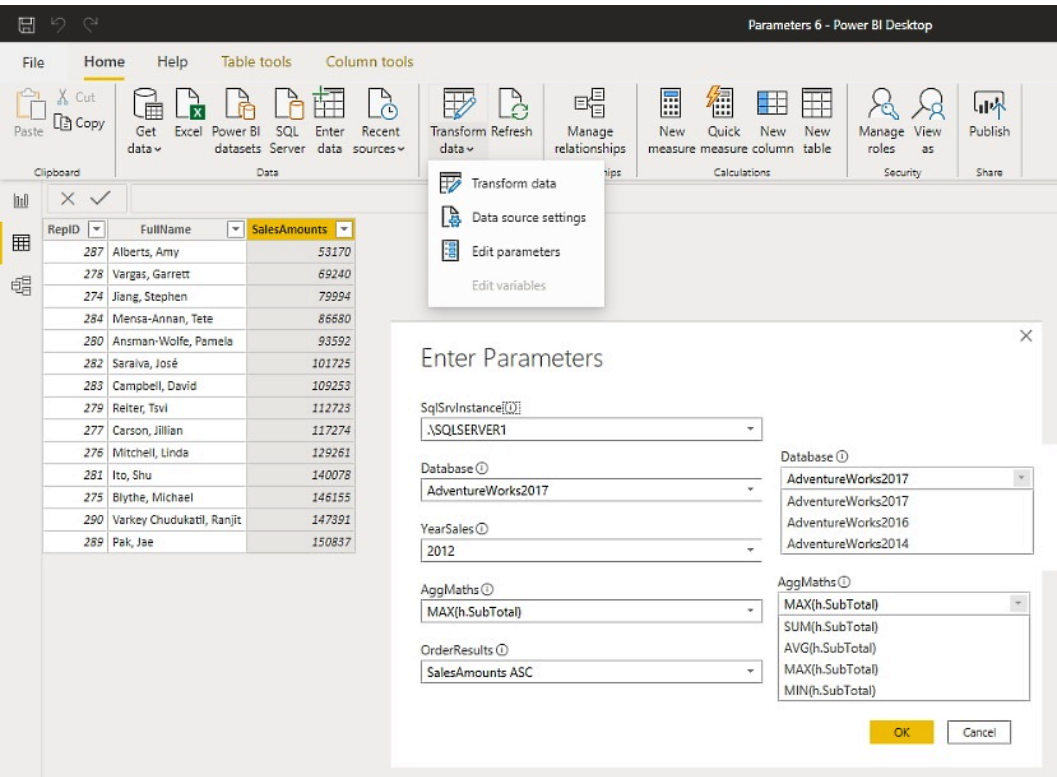 Parameters 6 - Power BI Desktop
File Home Help Table tools Column tools
Paste
Cut
Copy
Clipboard
Get data
Excel
Power BI datasets
SQL Server
Enter data
Recent sources
Data
Transform data
Refresh
Manage relationships
ips
New measure
Quick measure
New column
New table
Calculations
Manage roles
View as
Security
Publish
Share
Transform data
Data source settings
Edit parameters
Edit variables
RepID FullName SalesAmounts
287 Alberts, Amy 53170
278 Vargas, Garrett 69240
274 Jiang, Stephen 79994
284 Mensa-Annan, Tete 86680
280 Ansman-Wolfe, Pamela 93592
282 Saraiva, José 101725
283 Campbell, David 109253
279 Reiter, Tsvi 112723
277 Carson, Jillian 117274
276 Mitchell, Linda 129261
281 Ito, Shu 140078
275 Blythe, Michael 146155
290 Varkey Chudukatil, Ranjit 147391
289 Pak, Jae 150837
Enter Parameters
SqlSrvInstance
.\SQLSERVER1
Database
AdventureWorks2017
YearSales
2012
AggMaths
MAX(h.SubTotal)
OrderResults
SalesAmounts ASC
Database
AdventureWorks2017
AdventureWorks2017
AdventureWorks2016
AdventureWorks2014
AggMaths
MAX(h.SubTotal)
SUM(h.SubTotal)
AVG(h.SubTotal)
MAX(h.SubTotal)
MIN(h.SubTotal)
OK Cancel